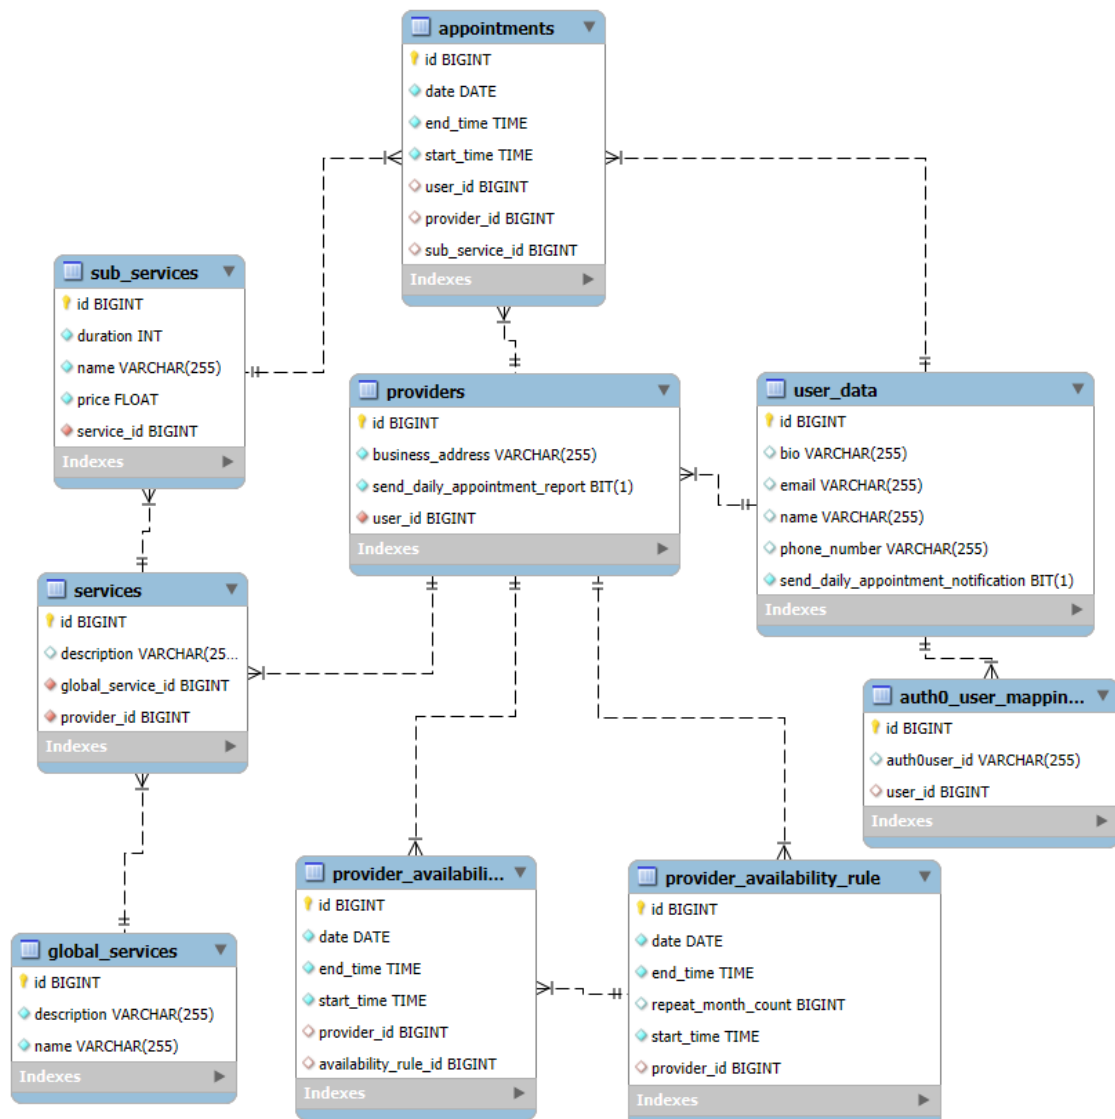 appointments
id BIGINT
date DATE
end_time TIME
start_time TIME
user_id BIGINT
provider_id BIGINT
sub_service_id BIGINT
Indexes
sub_services
id BIGINT
duration INT
name VARCHAR(255)
price FLOAT
service_id BIGINT
Indexes
providers
id BIGINT
business_address VARCHAR(255)
send_daily_appointment_report BIT(1)
user_id BIGINT
Indexes
user_data
id BIGINT
bio VARCHAR(255)
email VARCHAR(255)
name VARCHAR(255)
phone_number VARCHAR(255)
send_daily_appointment_notification BIT(1)
Indexes
services
id BIGINT
description VARCHAR(25...
global_service_id BIGINT
provider_id BIGINT
Indexes
auth0_user_mappin...
id BIGINT
auth0user_id VARCHAR(255)
user_id BIGINT
Indexes
global_services
id BIGINT
description VARCHAR(255)
name VARCHAR(255)
Indexes
provider_availabili...
id BIGINT
date DATE
end_time TIME
start_time TIME
provider_id BIGINT
availability_rule_id BIGINT
Indexes
provider_availability_rule
id BIGINT
date DATE
end_time TIME
repeat_month_count BIGINT
start_time TIME
provider_id BIGINT
Indexes